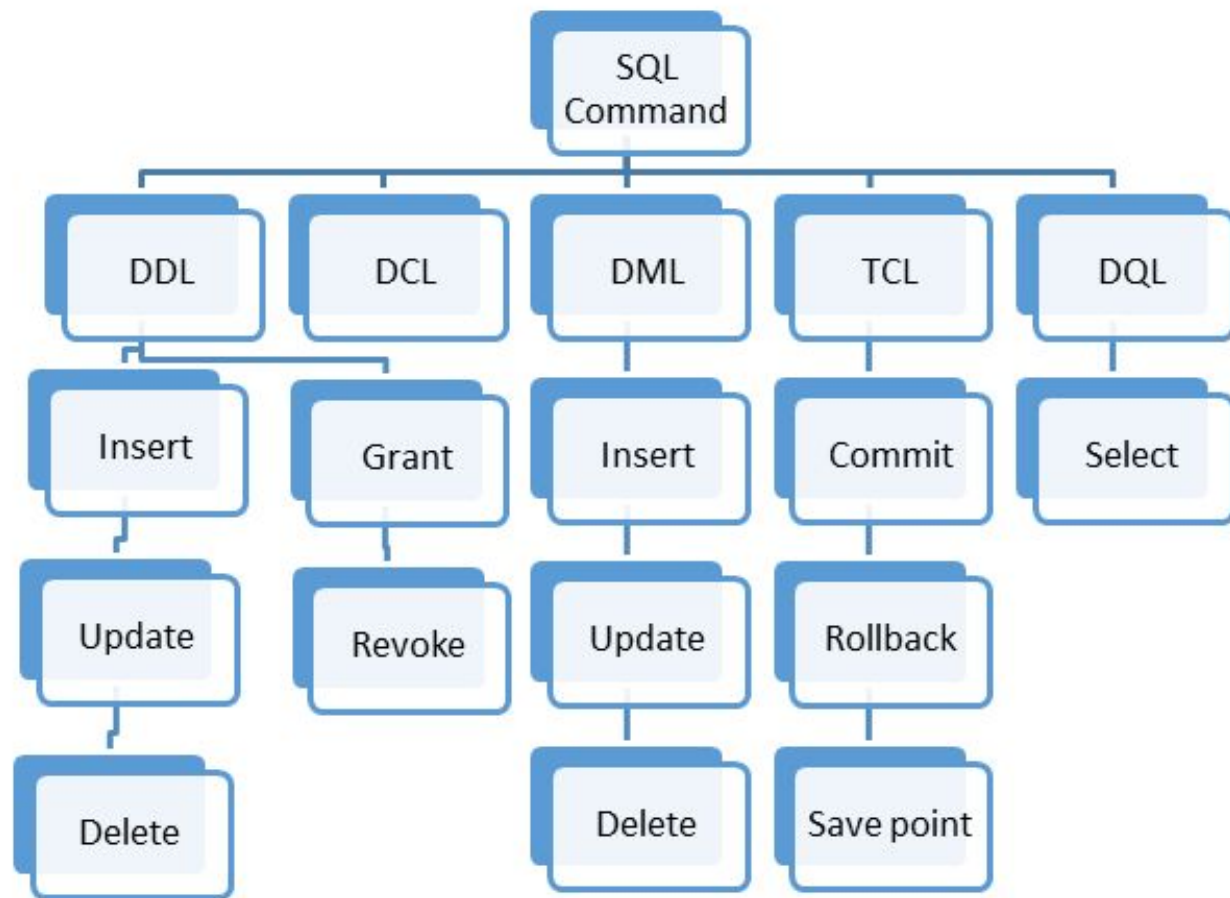 SQL
Command
DDL
DCL
DML
TCL
DQL
Insert
Grant
Insert
Commit
Select
Update
Revoke
Update
Rollback
Delete
Delete
Save point